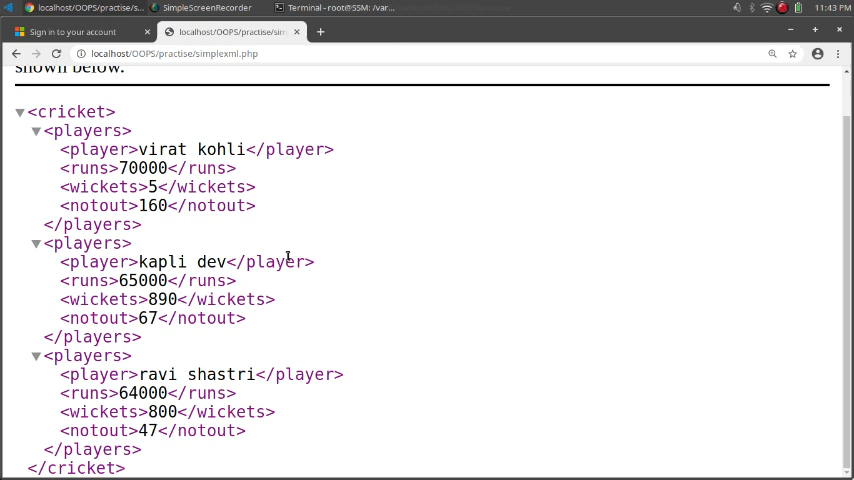 localhost/OOPS/practise/s...
SimpleScreenRecorder
Terminal - root@SSM: /var...
11:43 PM
Sign in to your account
localhost/OOPS/practise/sim
localhost/OOPS/practise/simplexml.php
shown below.
<cricket>
<players>
<player>virat kohli</player>
<runs>70000</runs>
<wickets>5</wickets>
<notout>160</notout>
</players>
<players>
<player>kapli dev</player>
<runs>65000</runs>
<wickets>890</wickets>
<notout>67</notout>
</players>
<players>
<player>ravi shastri</player>
<runs>64000</runs>
<wickets>800</wickets>
<notout>47</notout>
</players>
</cricket>